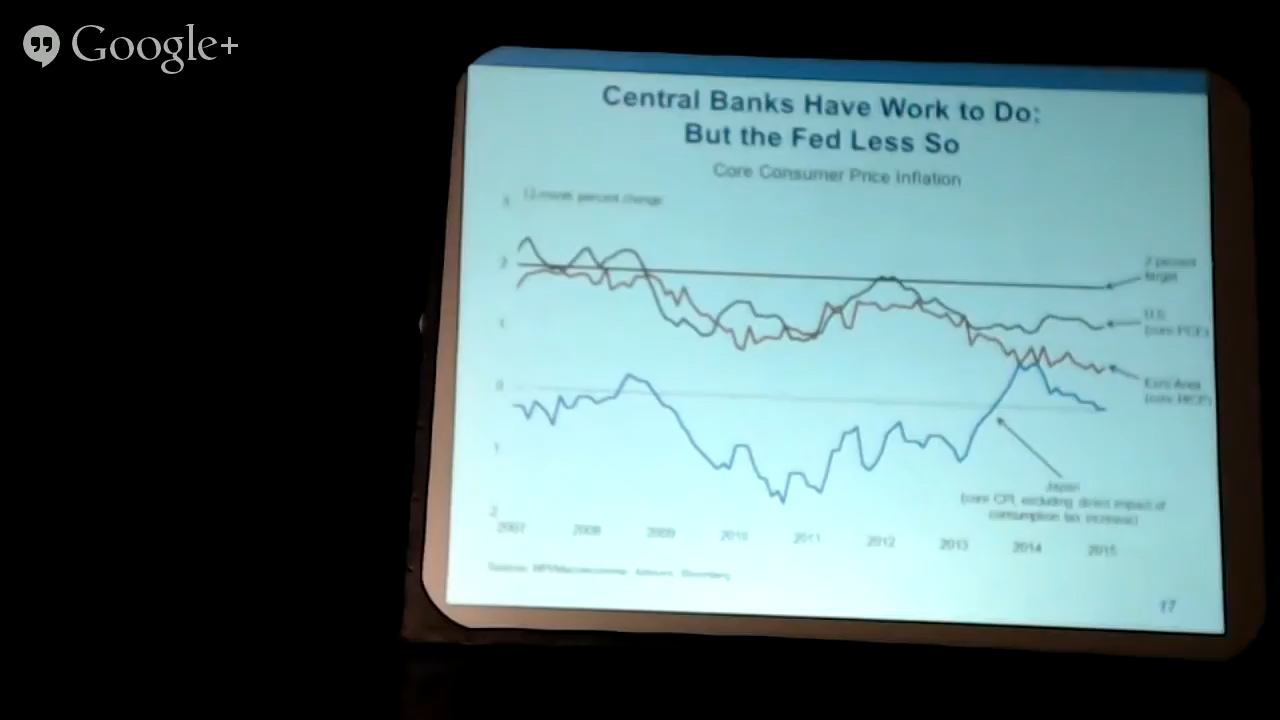 Google+
Central Banks Have Work to Do:
But the Fed Less So
Core Consumer Price Inflation
3
12-month percent change
2
2 percent
target
1
U.S.
(core PCE)
0
Euro Area
(core HICP)
1
Japan
(core CPI, excluding direct impact of
consumption tax increase)
2
2007 2008 2009 2010 2011 2012 2013 2014 2015
17